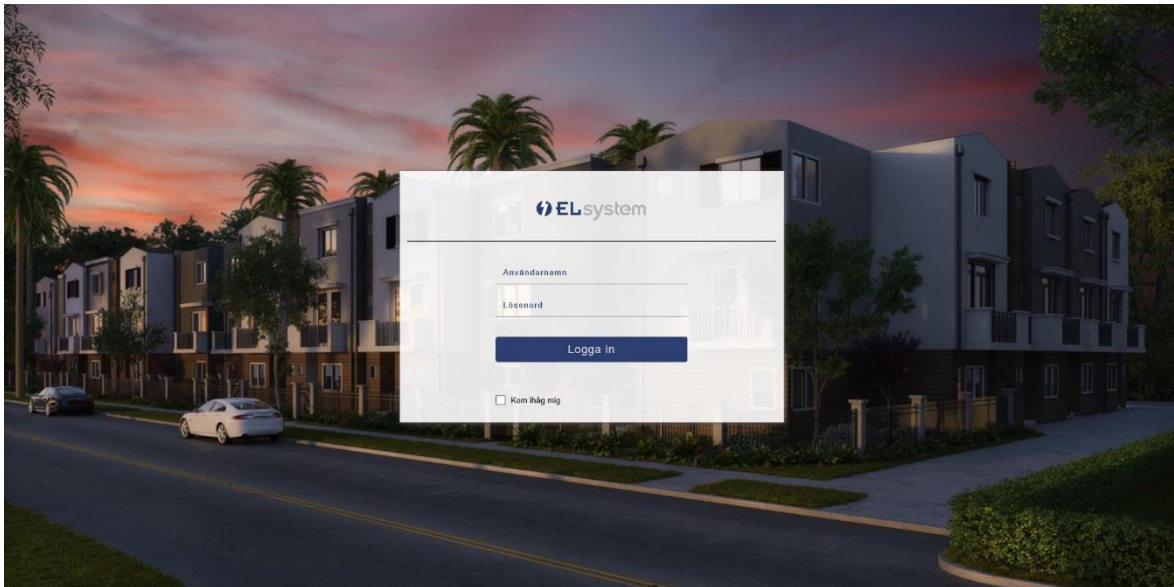 ELsystem
Användarnamn
Lösenord
Logga in
Kom ihåg mig